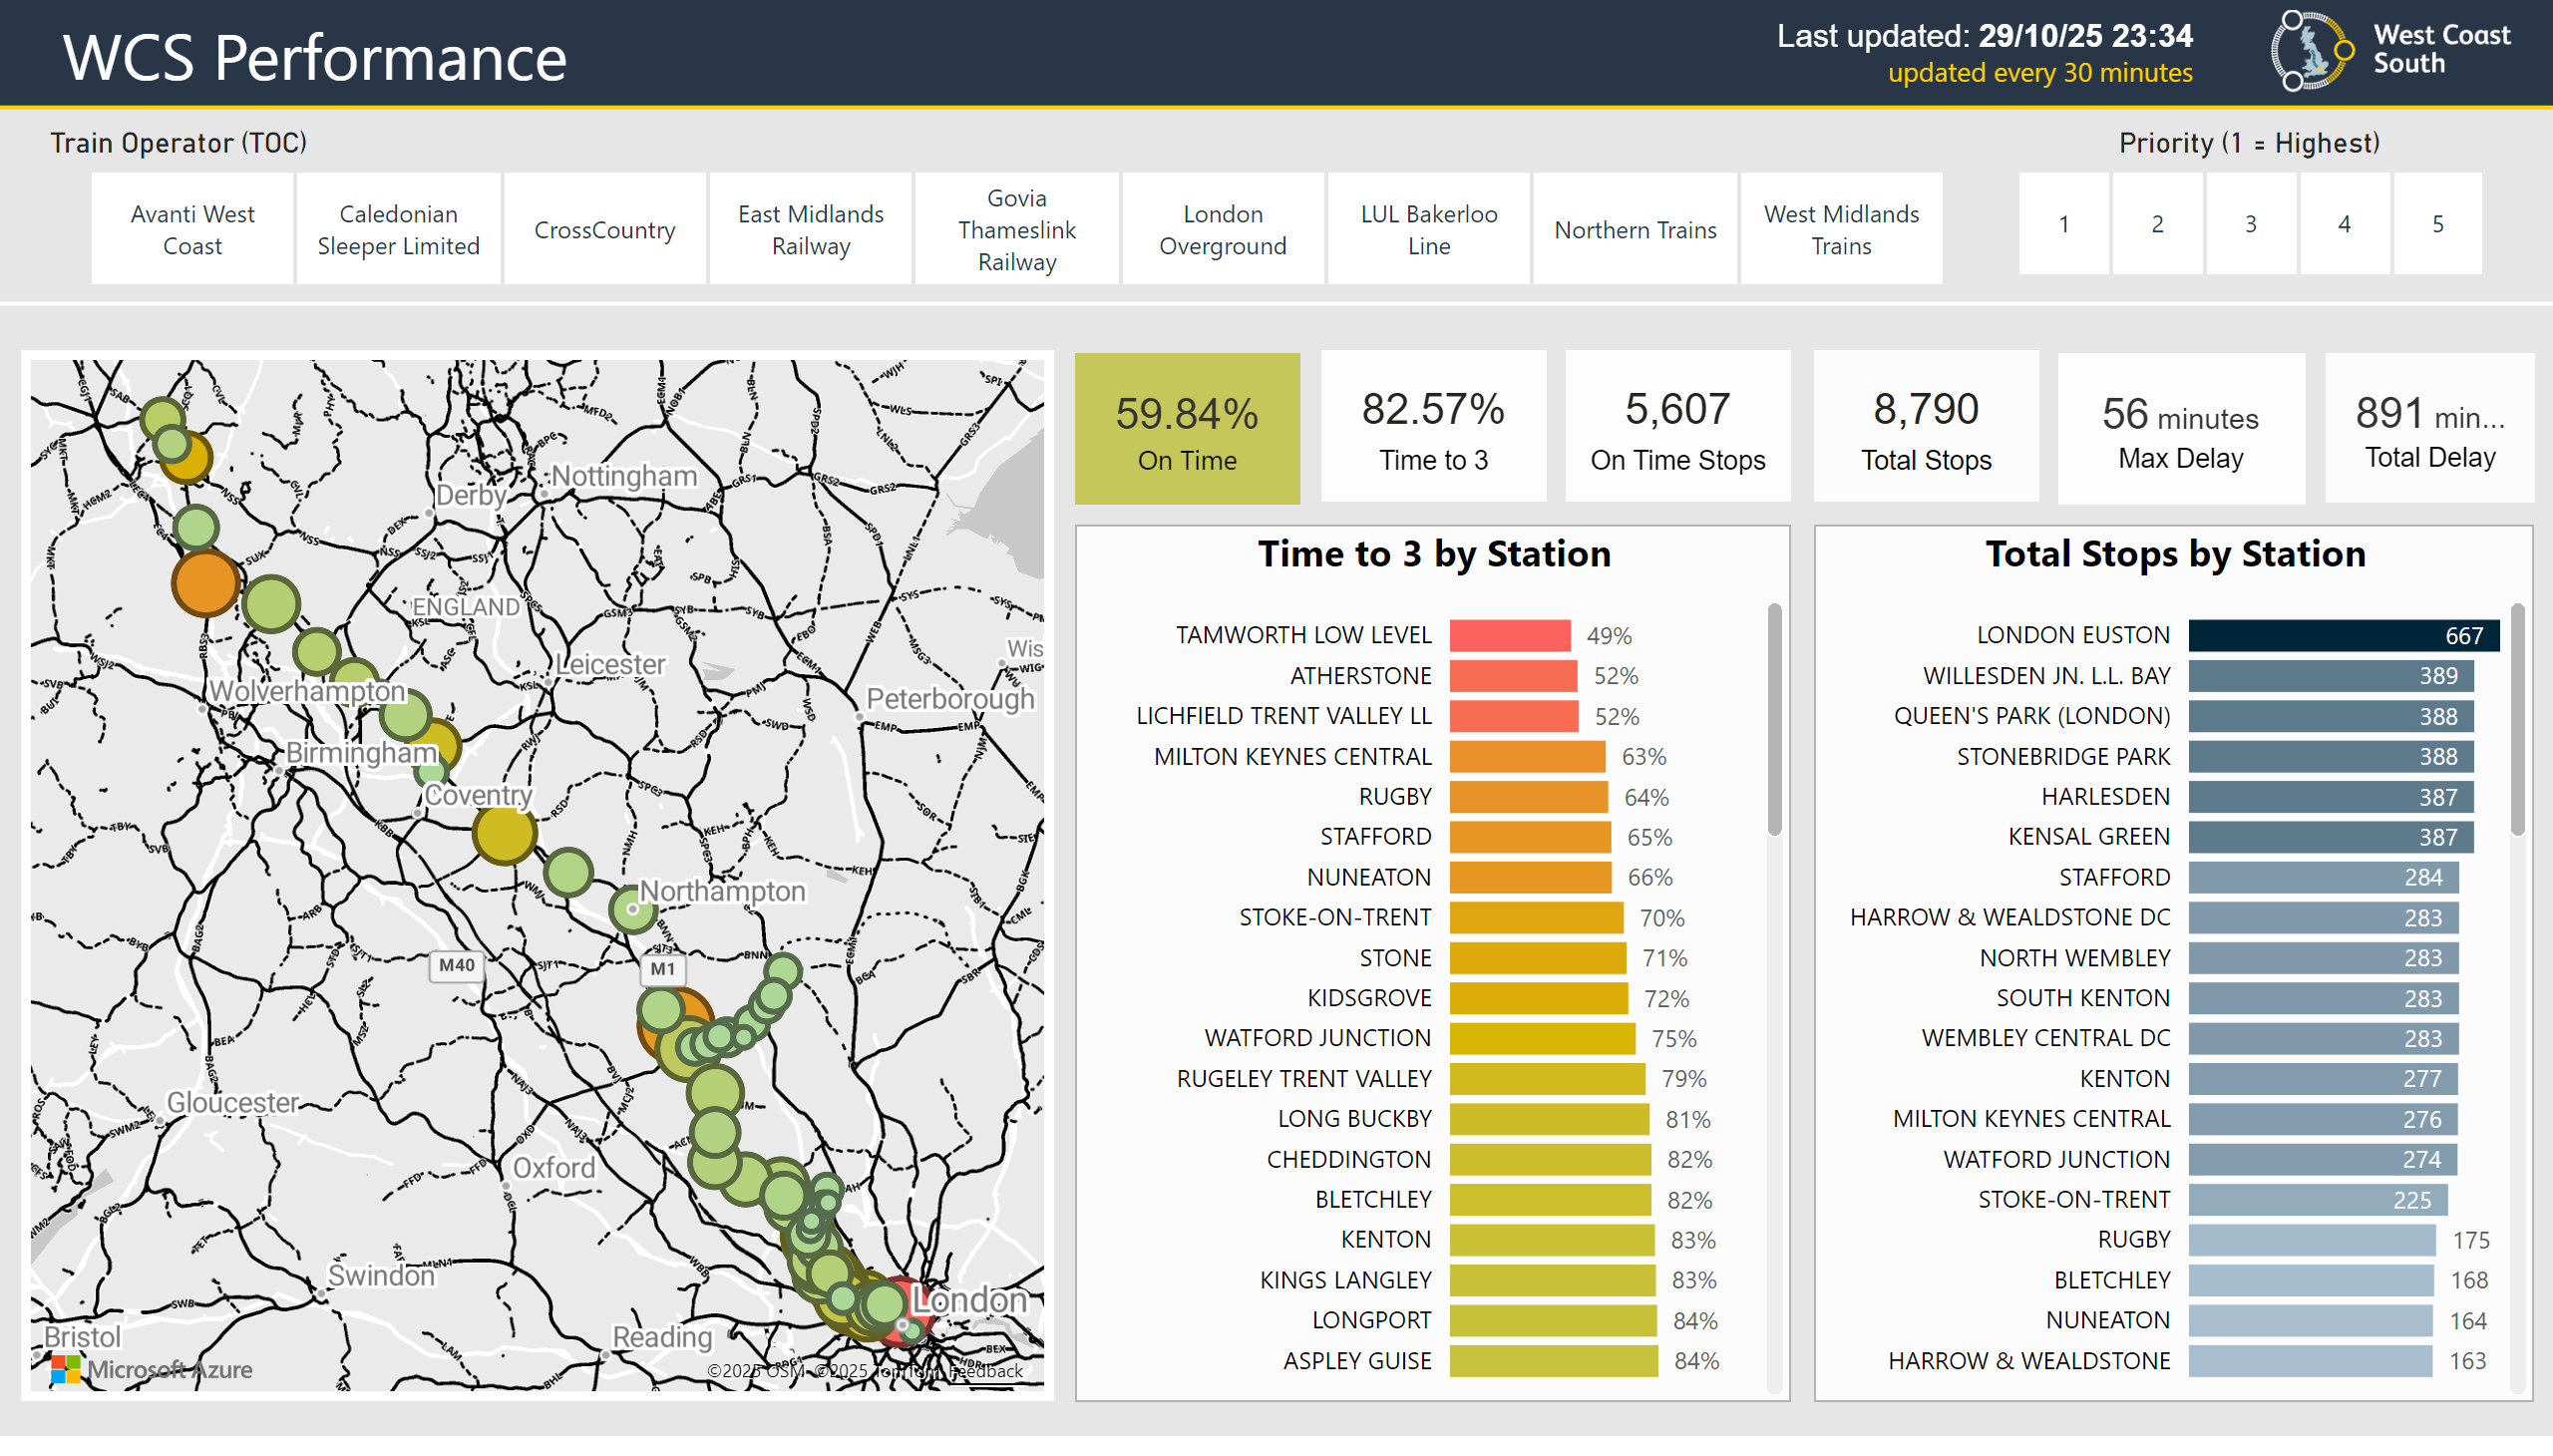 WCS Performance
Last updated: 29/10/25 23:34
updated every 30 minutes
West Coast
South
Train Operator (TOC)
Priority (1 = Highest)
Avanti West
Coast
Caledonian
Sleeper Limited
CrossCountry
East Midlands
Railway
Govia
Thameslink
Railway
London
Overground
LUL Bakerloo
Line
Northern Trains
West Midlands
Trains
1
2
3
4
5
Nottingham
Derby
ENGLAND
Leicester
Wis
Wolverhampton
Peterborough
Birmingham
Coventry
Northampton
M40
M1
Gloucester
Oxford
Swindon
London
Bristol
Reading
Microsoft Azure
©2025 OSM ©2025 TomTom Feedback
59.84%
On Time
82.57%
Time to 3
5,607
On Time Stops
8,790
Total Stops
56 minutes
Max Delay
891 min...
Total Delay
Time to 3 by Station
TAMWORTH LOW LEVEL 49%
ATHERSTONE 52%
LICHFIELD TRENT VALLEY LL 52%
MILTON KEYNES CENTRAL 63%
RUGBY 64%
STAFFORD 65%
NUNEATON 66%
STOKE-ON-TRENT 70%
STONE 71%
KIDSGROVE 72%
WATFORD JUNCTION 75%
RUGELEY TRENT VALLEY 79%
LONG BUCKBY 81%
CHEDDINGTON 82%
BLETCHLEY 82%
KENTON 83%
KINGS LANGLEY 83%
LONGPORT 84%
ASPLEY GUISE 84%
Total Stops by Station
LONDON EUSTON 667
WILLESDEN JN. L.L. BAY 389
QUEEN'S PARK (LONDON) 388
STONEBRIDGE PARK 388
HARLESDEN 387
KENSAL GREEN 387
STAFFORD 284
HARROW & WEALDSTONE DC 283
NORTH WEMBLEY 283
SOUTH KENTON 283
WEMBLEY CENTRAL DC 283
KENTON 277
MILTON KEYNES CENTRAL 276
WATFORD JUNCTION 274
STOKE-ON-TRENT 225
RUGBY 175
BLETCHLEY 168
NUNEATON 164
HARROW & WEALDSTONE 163